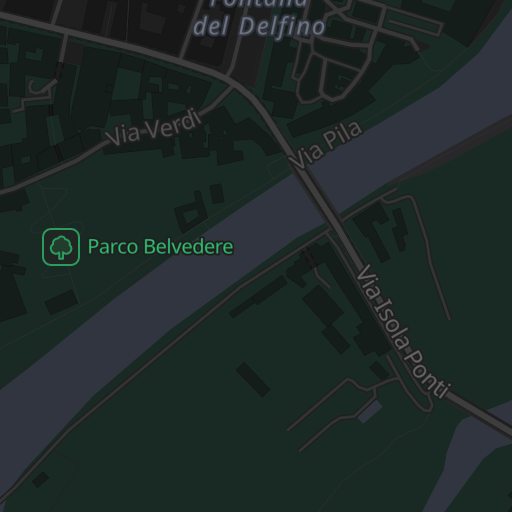 Fontana
del Delfino
Via Verdi
Via Pila
Parco Belvedere
Via Isola Ponti